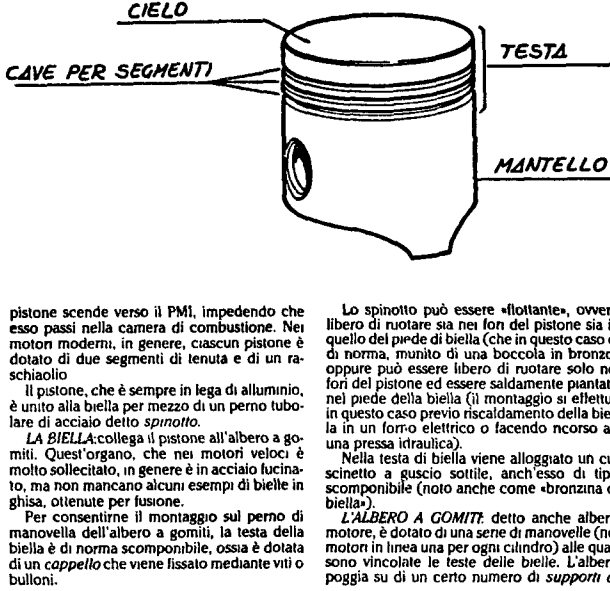 CIELO
TESTA
CAVE PER SEGMENTI
MANTELLO
pistone scende verso il PMI, impedendo che
esso passi nella camera di combustione. Nei
motori moderni, in genere, ciascun pistone è
dotato di due segmenti di tenuta e di un ra-
schiaolio
Il pistone, che è sempre in lega di alluminio,
è unito alla biella per mezzo di un perno tubo-
lare di acciaio detto spinotto.
LA BIELLA:collega il pistone all'albero a go-
miti. Quest'organo, che nei motori veloci è
molto sollecitato, in genere è in acciaio fucina-
to, ma non mancano alcuni esempi di bielle in
ghisa, ottenute per fusione.
Per consentirne il montaggio sul perno di
manovella dell'albero a gomiti, la testa della
biella è di norma scomponibile, ossia è dotata
di un cappello che viene fissato mediante viti o
bulloni.
Lo spinotto può essere «flottante», ovver
libero di ruotare sia nei fori del pistone sia i
quello del piede di biella (che in questo caso
di norma, munito di una boccola in bronzo
oppure può essere libero di ruotare solo ne
fori del pistone ed essere saldamente piantat
nel piede della biella (il montaggio si effettu
in questo caso previo riscaldamento della bie
la in un forno elettrico o facendo ricorso a
una pressa idraulica).
Nella testa di biella viene alloggiato un cu
scinetto a guscio sottile, anch'esso di tip
scomponibile (noto anche come «bronzina d
biella»).
L'ALBERO A GOMITI: detto anche alber
motore, è dotato di una serie di manovelle (ne
motori in linea una per ogni cilindro) alle qua
sono vincolate le teste delle bielle. L'alber
poggia su di un certo numero di supporti d